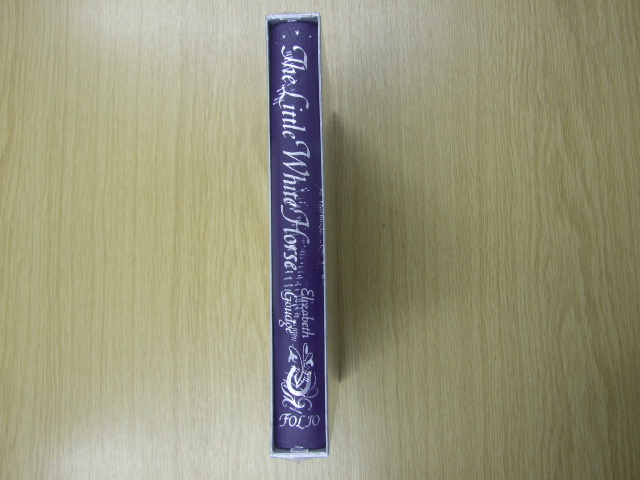 The Little White Horse
Elizabeth
Goudge
FOLIO